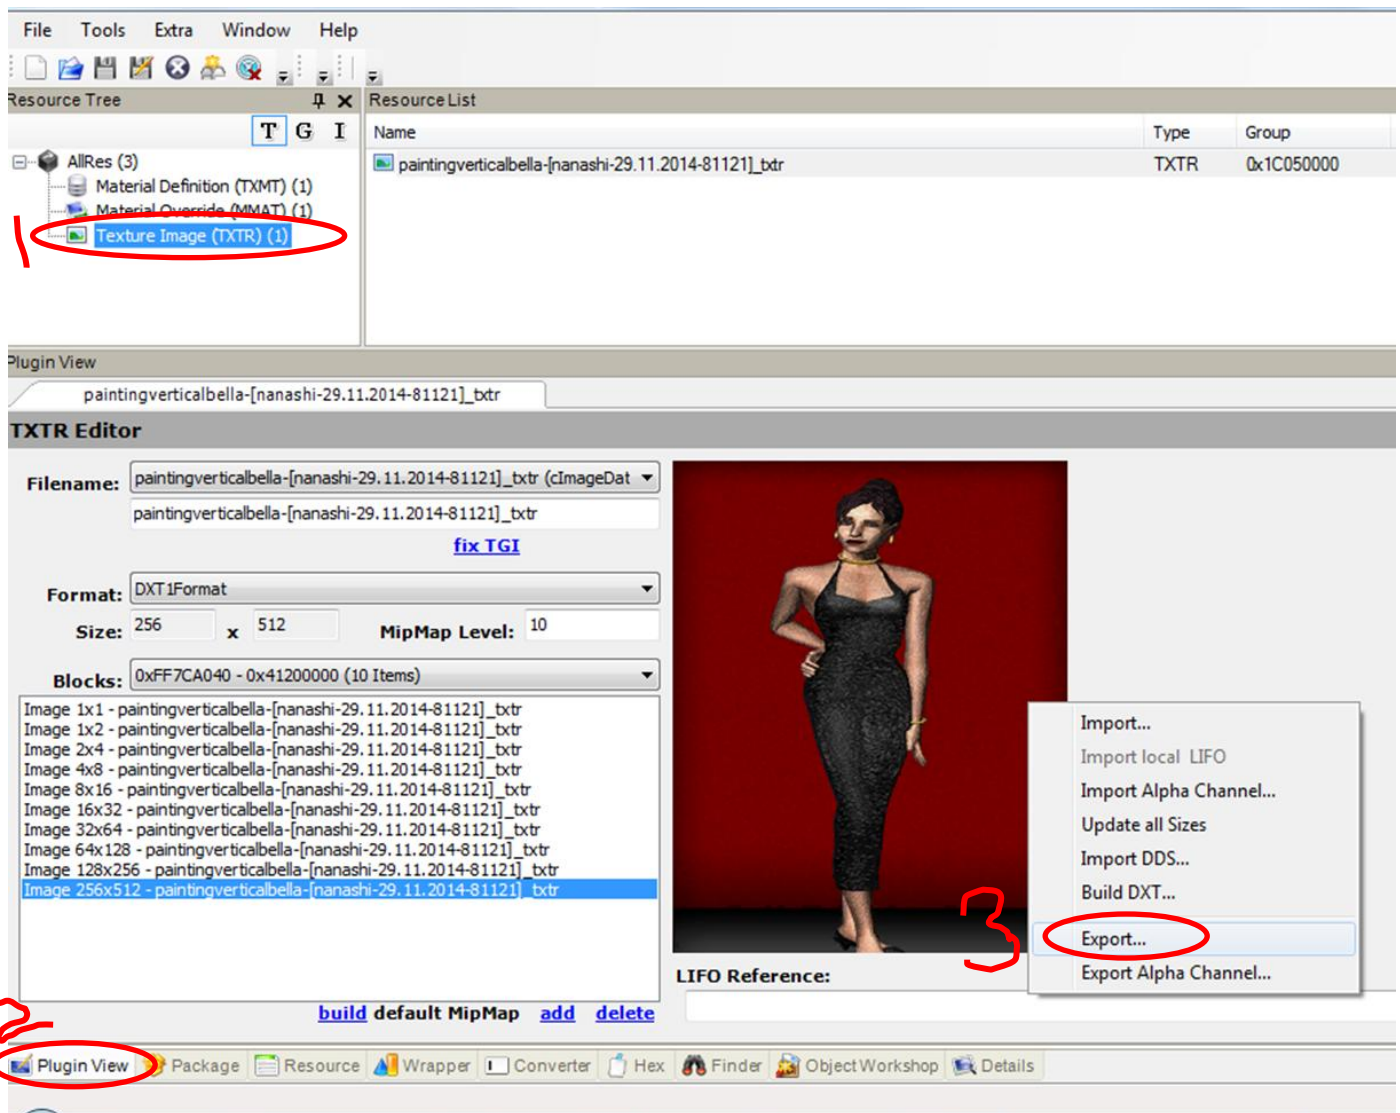 File Tools Extra Window Help
Resource Tree
Resource List
T G I
Name Type Group
AllRes (3)
Material Definition (TXMT) (1)
Material Override (MMAT) (1)
Texture Image (TXTR) (1)
1
paintingverticalbella-[nanashi-29.11.2014-81121]_txtr TXTR 0x1C050000
Plugin View
paintingverticalbella-[nanashi-29.11.2014-81121]_txtr
TXTR Editor
Filename: paintingverticalbella-[nanashi-29.11.2014-81121]_txtr (cImageDat
paintingverticalbella-[nanashi-29.11.2014-81121]_txtr
fix TGI
Format: DXT1Format
Size: 256 x 512 MipMap Level: 10
Blocks: 0xFF7CA040 - 0x41200000 (10 Items)
Image 1x1 - paintingverticalbella-[nanashi-29.11.2014-81121]_txtr
Image 1x2 - paintingverticalbella-[nanashi-29.11.2014-81121]_txtr
Image 2x4 - paintingverticalbella-[nanashi-29.11.2014-81121]_txtr
Image 4x8 - paintingverticalbella-[nanashi-29.11.2014-81121]_txtr
Image 8x16 - paintingverticalbella-[nanashi-29.11.2014-81121]_txtr
Image 16x32 - paintingverticalbella-[nanashi-29.11.2014-81121]_txtr
Image 32x64 - paintingverticalbella-[nanashi-29.11.2014-81121]_txtr
Image 64x128 - paintingverticalbella-[nanashi-29.11.2014-81121]_txtr
Image 128x256 - paintingverticalbella-[nanashi-29.11.2014-81121]_txtr
Image 256x512 - paintingverticalbella-[nanashi-29.11.2014-81121]_txtr
build default MipMap add delete
Import...
Import local LIFO
Import Alpha Channel...
Update all Sizes
Import DDS...
Build DXT...
3
Export...
Export Alpha Channel...
LIFO Reference:
2
Plugin View Package Resource Wrapper Converter Hex Finder Object Workshop Details